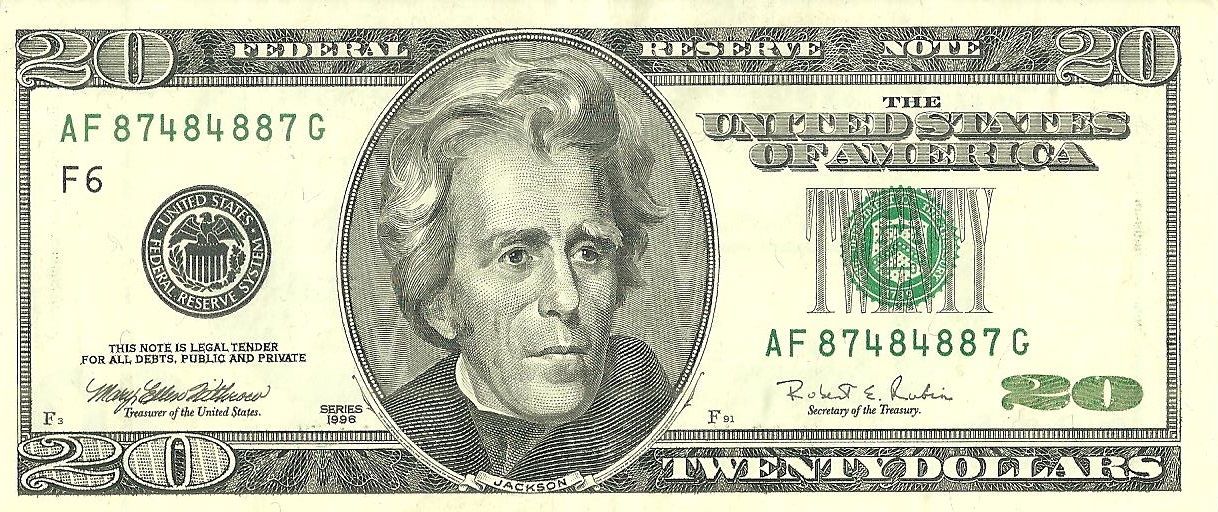 20 FEDERAL RESERVE NOTE 20
THE
UNITED STATES
OF AMERICA
AF 87484887 G
F6
UNITED STATES
FEDERAL RESERVE SYSTEM
TWENTY
1789
AF 87484887 G
THIS NOTE IS LEGAL TENDER
FOR ALL DEBTS, PUBLIC AND PRIVATE
Mary Ellen Withrow
Treasurer of the United States.
SERIES
1996
Robert E. Rubin
Secretary of the Treasury.
20
F 3
F 91
20
JACKSON
TWENTY DOLLARS